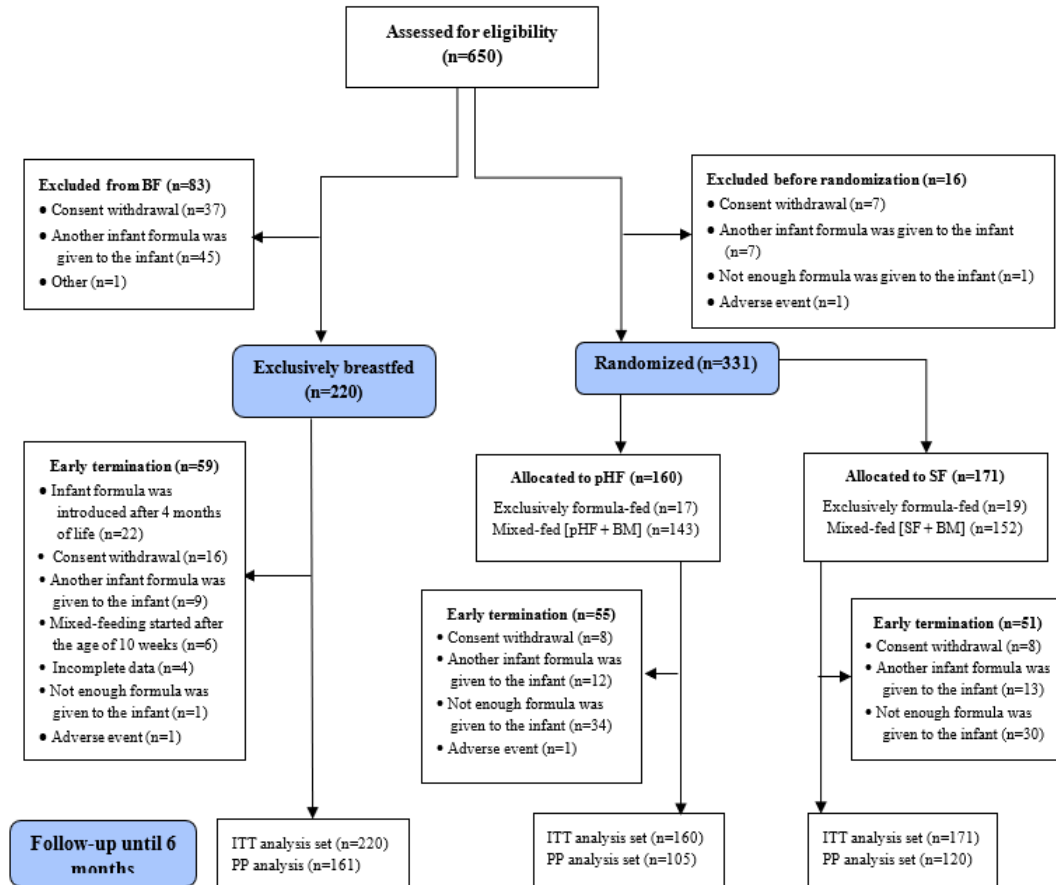 Assessed for eligibility
(n=650)
Excluded from BF (n=83)
● Consent withdrawal (n=37)
● Another infant formula was
given to the infant (n=45)
● Other (n=1)
Excluded before randomization (n=16)
● Consent withdrawal (n=7)
● Another infant formula was given to the infant
(n=7)
● Not enough formula was given to the infant (n=1)
● Adverse event (n=1)
Exclusively breastfed
(n=220)
Randomized (n=331)
Early termination (n=59)
● Infant formula was
introduced after 4 months
of life (n=22)
● Consent withdrawal (n=16)
● Another infant formula was
given to the infant (n=9)
● Mixed-feeding started after
the age of 10 weeks (n=6)
● Incomplete data (n=4)
● Not enough formula was
given to the infant (n=1)
● Adverse event (n=1)
Allocated to pHF (n=160)
Exclusively formula-fed (n=17)
Mixed-fed [pHF + BM] (n=143)
Allocated to SF (n=171)
Exclusively formula-fed (n=19)
Mixed-fed [SF + BM] (n=152)
Early termination (n=55)
● Consent withdrawal (n=8)
● Another infant formula was
given to the infant (n=12)
● Not enough formula was
given to the infant (n=34)
● Adverse event (n=1)
Early termination (n=51)
● Consent withdrawal (n=8)
● Another infant formula was
given to the infant (n=13)
● Not enough formula was
given to the infant (n=30)
Follow-up until 6
months
ITT analysis set (n=220)
PP analysis (n=161)
ITT analysis set (n=160)
PP analysis set (n=105)
ITT analysis set (n=171)
PP analysis set (n=120)